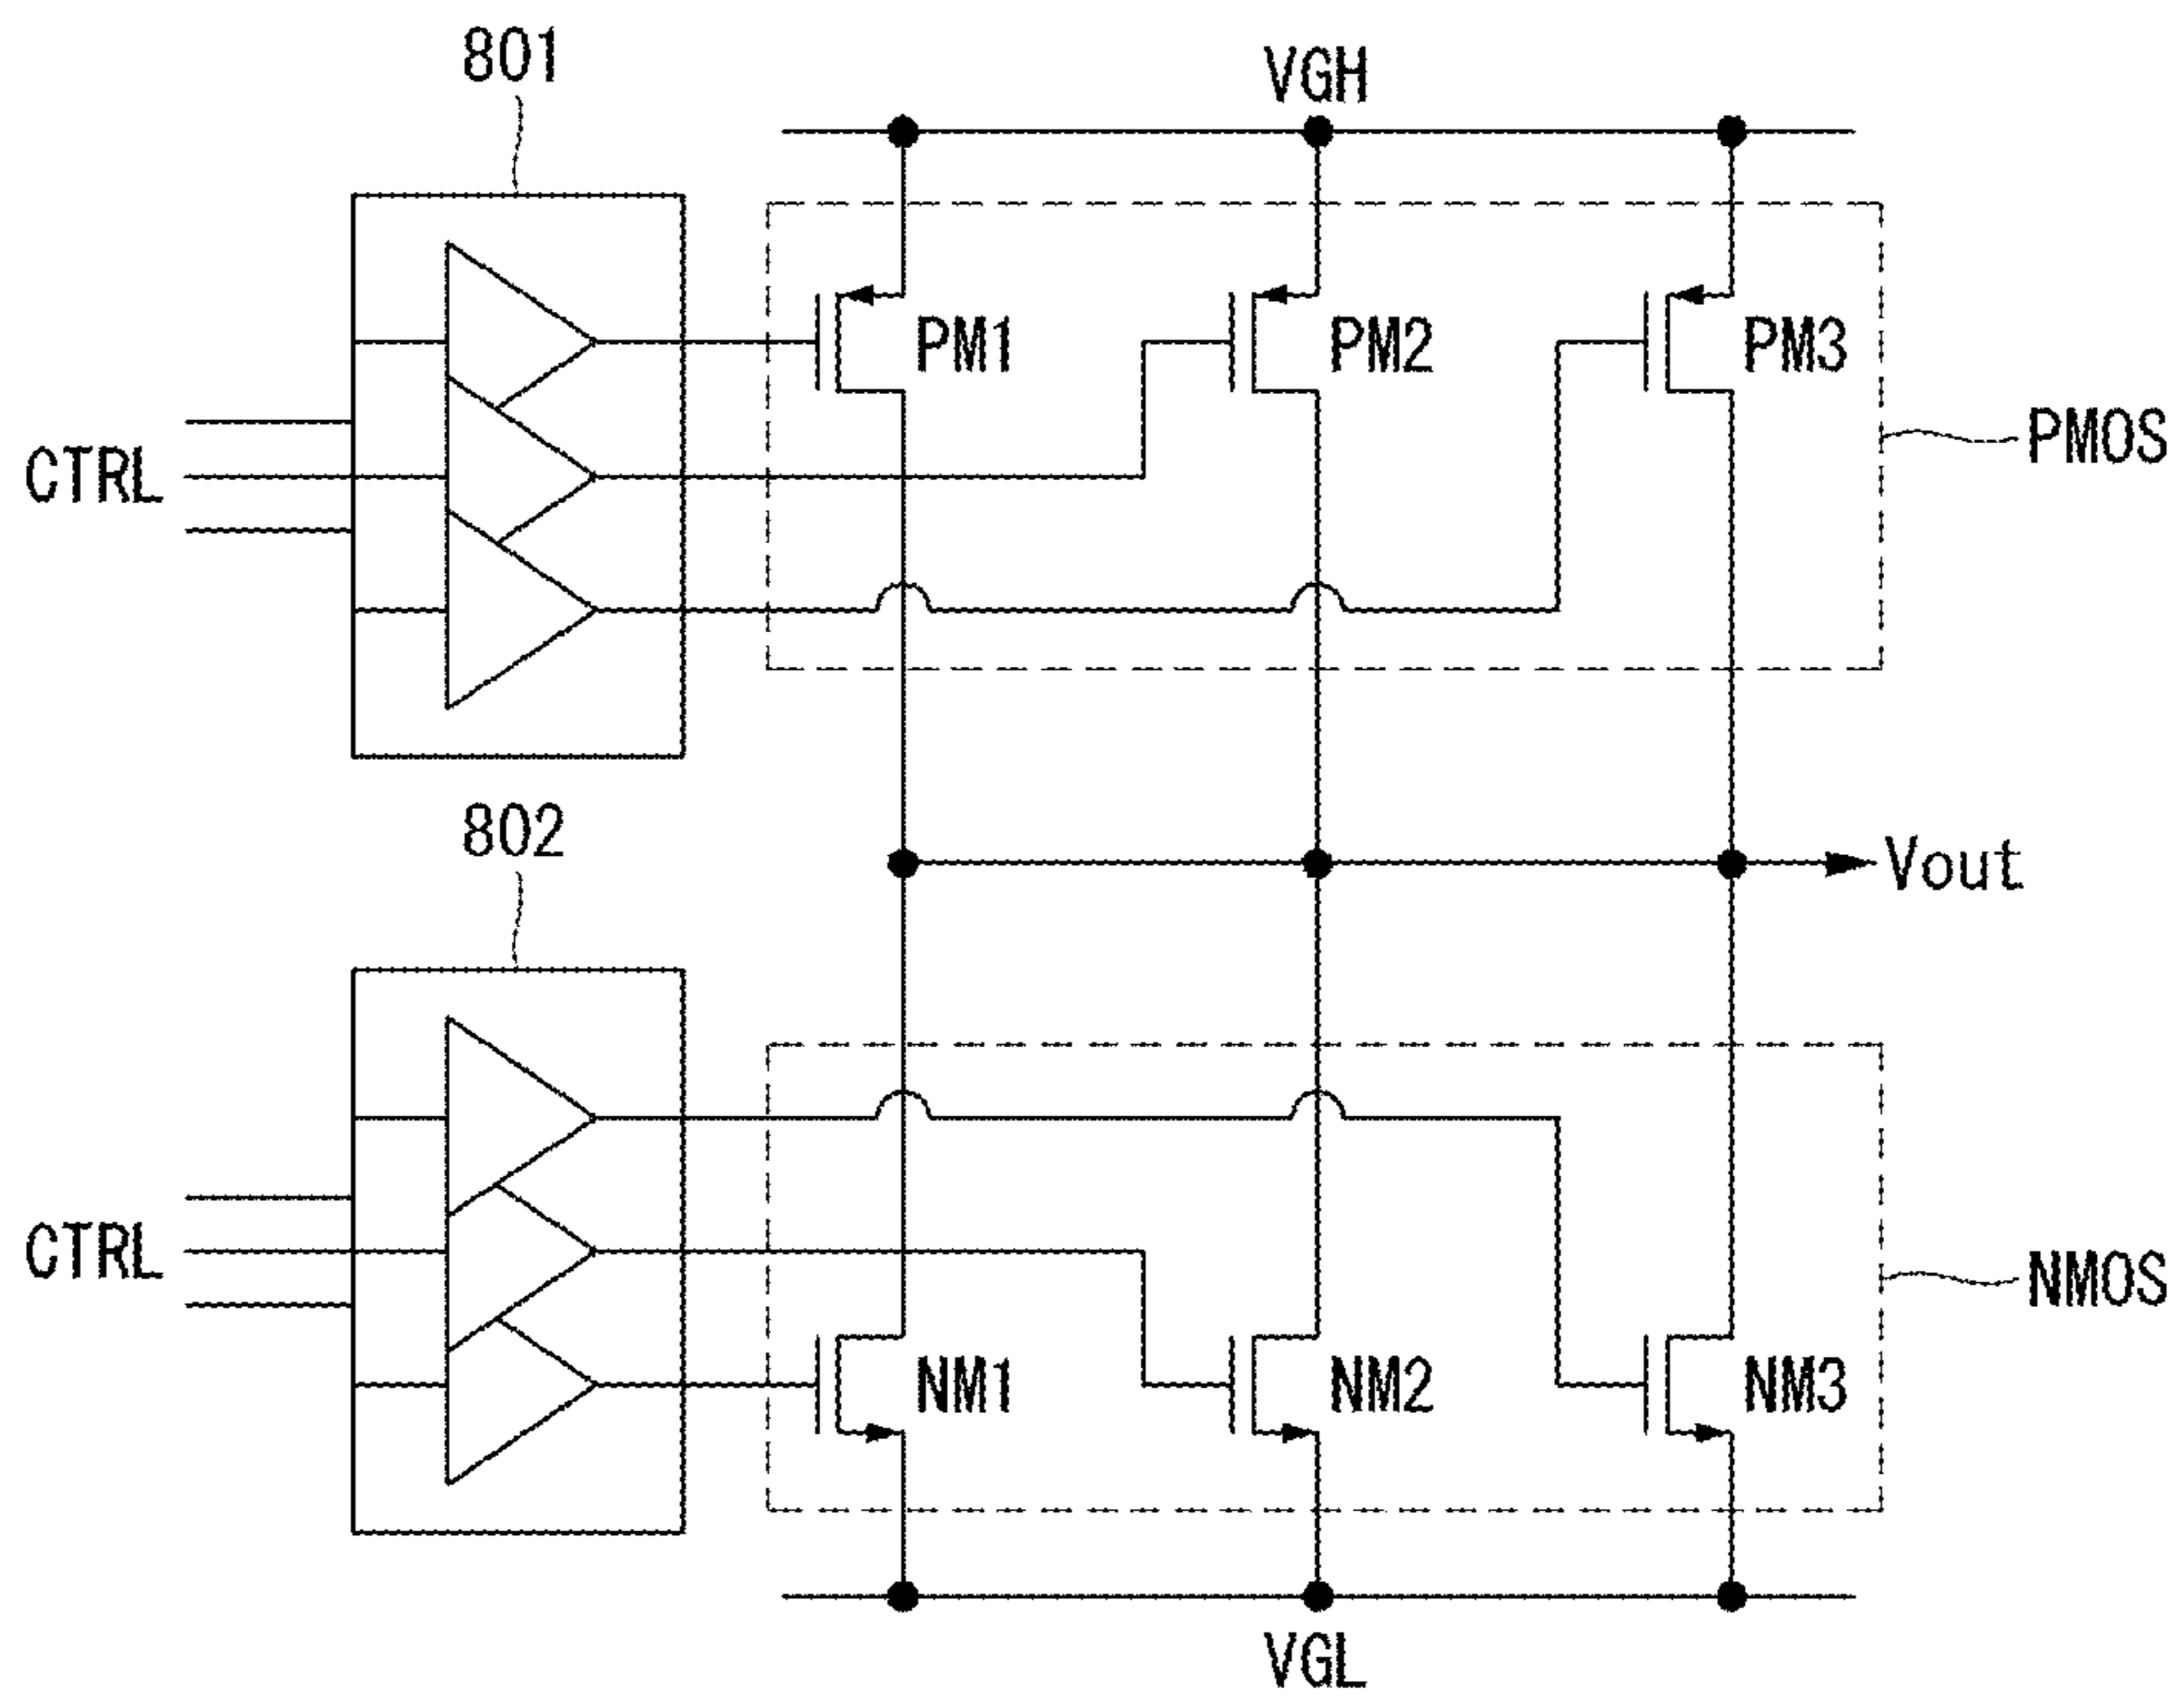 801
VGH
PM1
PM2
PM3
PMOS
CTRL
802
Vout
CTRL
NMOS
NM1
NM2
NM3
VGL